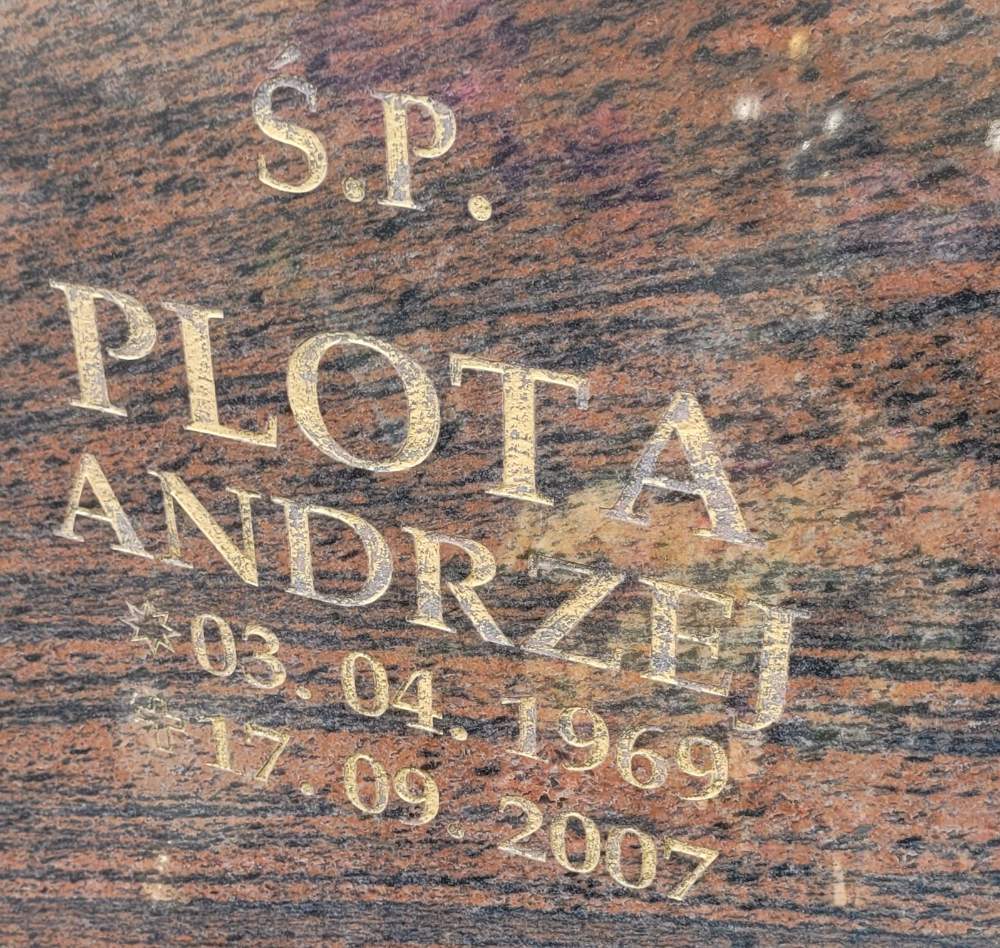 Ś.P.
PLOTA
ANDRZEJ
03. 04. 1969
17. 09. 2007